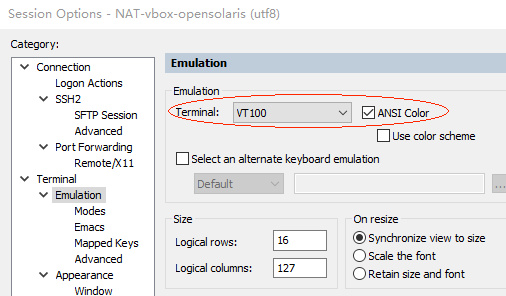 Session Options - NAT-vbox-opensolaris (utf8)
Category:
Connection
Logon Actions
SSH2
SFTP Session
Advanced
Port Forwarding
Remote/X11
Terminal
Emulation
Modes
Emacs
Mapped Keys
Advanced
Appearance
Window
Emulation
Emulation
Terminal: VT100 ANSI Color
Use color scheme
Select an alternate keyboard emulation
Default ...
Size
Logical rows: 16
Logical columns: 127
On resize
Synchronize view to size
Scale the font
Retain size and font